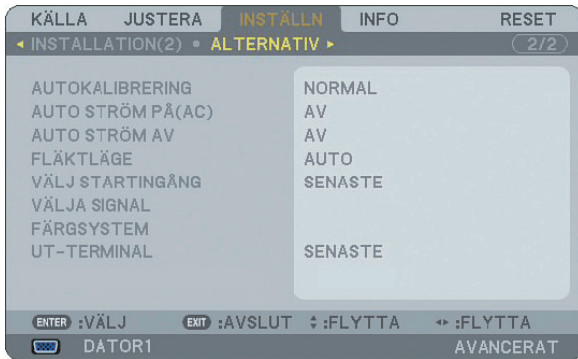 KÄLLA JUSTERA INSTÄLLN INFO RESET
INSTALLATION(2) ALTERNATIV 2/2
AUTOKALIBRERING NORMAL
AUTO STRÖM PÅ(AC) AV
AUTO STRÖM AV AV
FLÄKTLÄGE AUTO
VÄLJ STARTINGÅNG SENASTE
VÄLJA SIGNAL
FÄRGSYSTEM
UT-TERMINAL SENASTE
ENTER :VÄLJ EXIT :AVSLUT :FLYTTA :FLYTTA
DATOR1 AVANCERAT